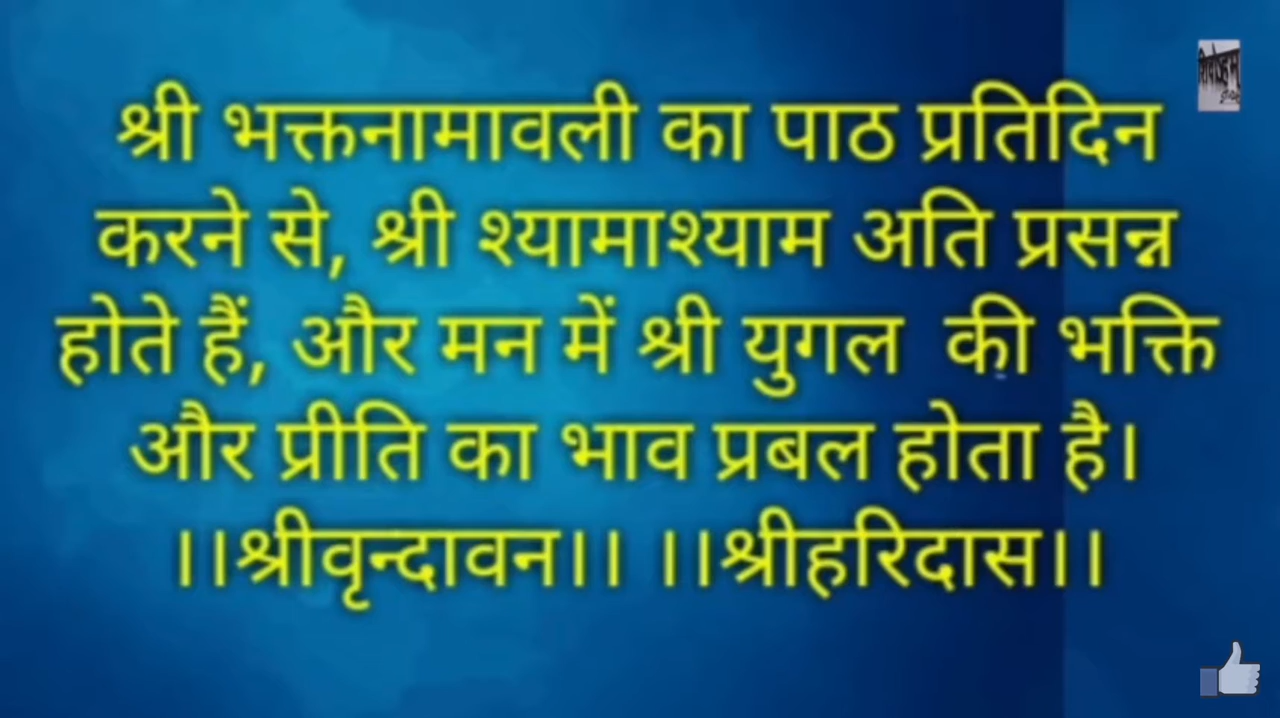 श्री भक्तनामावली का पाठ प्रतिदिन
करने से, श्री श्यामाश्याम अति प्रसन्न
होते हैं, और मन में श्री युगल की भक्ति
और प्रीति का भाव प्रबल होता है।
।।श्रीवृन्दावन।। ।।श्रीहरिदास।।